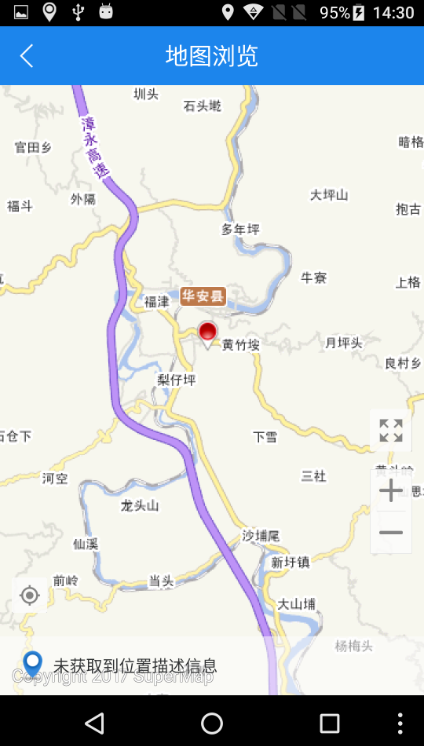 95% 14:30
地图浏览
圳头
石头墘
漳永高速
官田乡
暗格
外隔
大坪山
福斗
抱古
多年坪
牛寮
上格
华安县
福津
黄竹垵
月坪头
良村乡
梨仔坪
石仓下
下雪
河空
三社
龙头山
沙埔尾
仙溪
新圩镇
前岭
当头
大山埔
杨梅头
未获取到位置描述信息
Copyright 2017 SuperMap